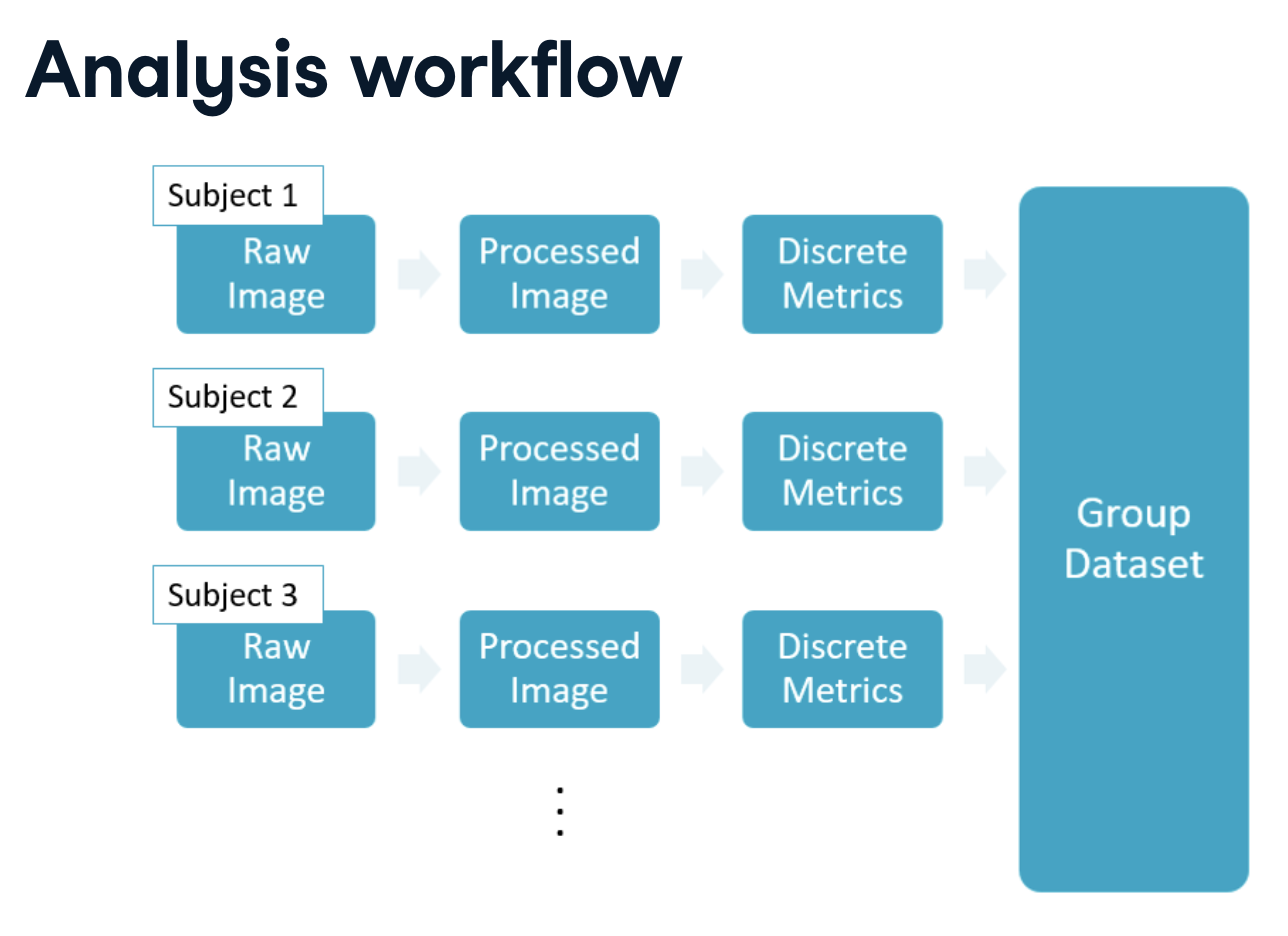 Analysis workflow
Subject 1
Raw
Image
Processed
Image
Discrete
Metrics
Subject 2
Raw
Image
Processed
Image
Discrete
Metrics
Subject 3
Raw
Image
Processed
Image
Discrete
Metrics
Group
Dataset